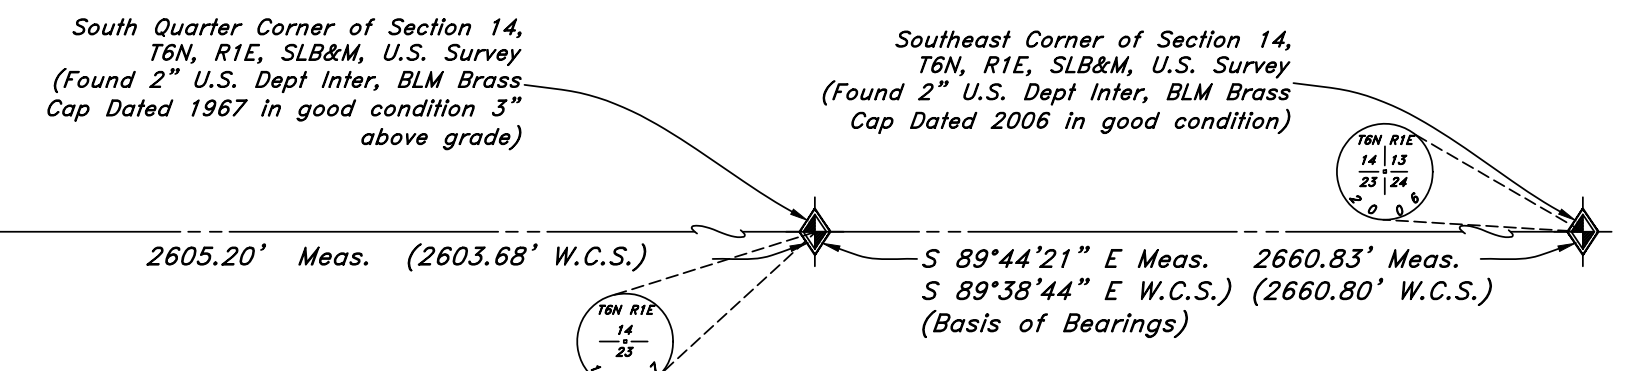 South Quarter Corner of Section 14,
T6N, R1E, SLB&M, U.S. Survey
(Found 2" U.S. Dept Inter, BLM Brass
Cap Dated 1967 in good condition 3"
above grade)
Southeast Corner of Section 14,
T6N, R1E, SLB&M, U.S. Survey
(Found 2" U.S. Dept Inter, BLM Brass
Cap Dated 2006 in good condition)
T6N R1E
14 13
23 24
2 0 0 6
2605.20' Meas. (2603.68' W.C.S.)
S 89°44'21" E Meas. 2660.83' Meas.
S 89°38'44" E W.C.S.) (2660.80' W.C.S.)
(Basis of Bearings)
T6N R1E
14
23